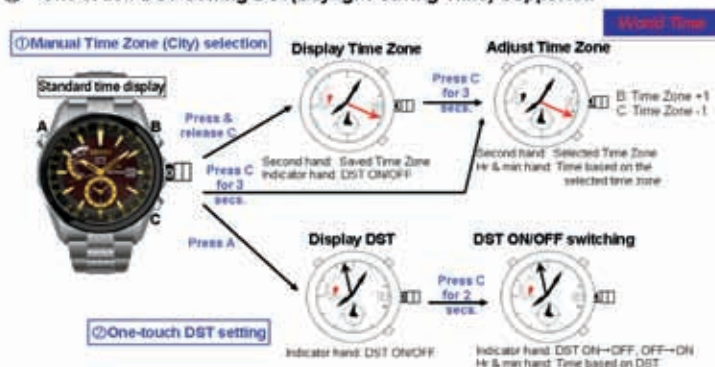 World Time
①Manual Time Zone (City) selection
Display Time Zone
Adjust Time Zone
Standard time display
A
B
C
Press &
release C
Press C
for 3
secs.
Press C
for 3
secs.
B: Time Zone +1
C: Time Zone -1
Second hand: Saved Time Zone
Indicator hand: DST ON/OFF
Second hand: Selected Time Zone
Hr & min hand: Time based on the
selected time zone
Press A
Display DST
DST ON/OFF switching
Press C
for 2
secs.
②One-touch DST setting
Indicator hand: DST ON/OFF
Indicator hand: DST ON→OFF, OFF→ON
Hr & min hand: Time based on DST